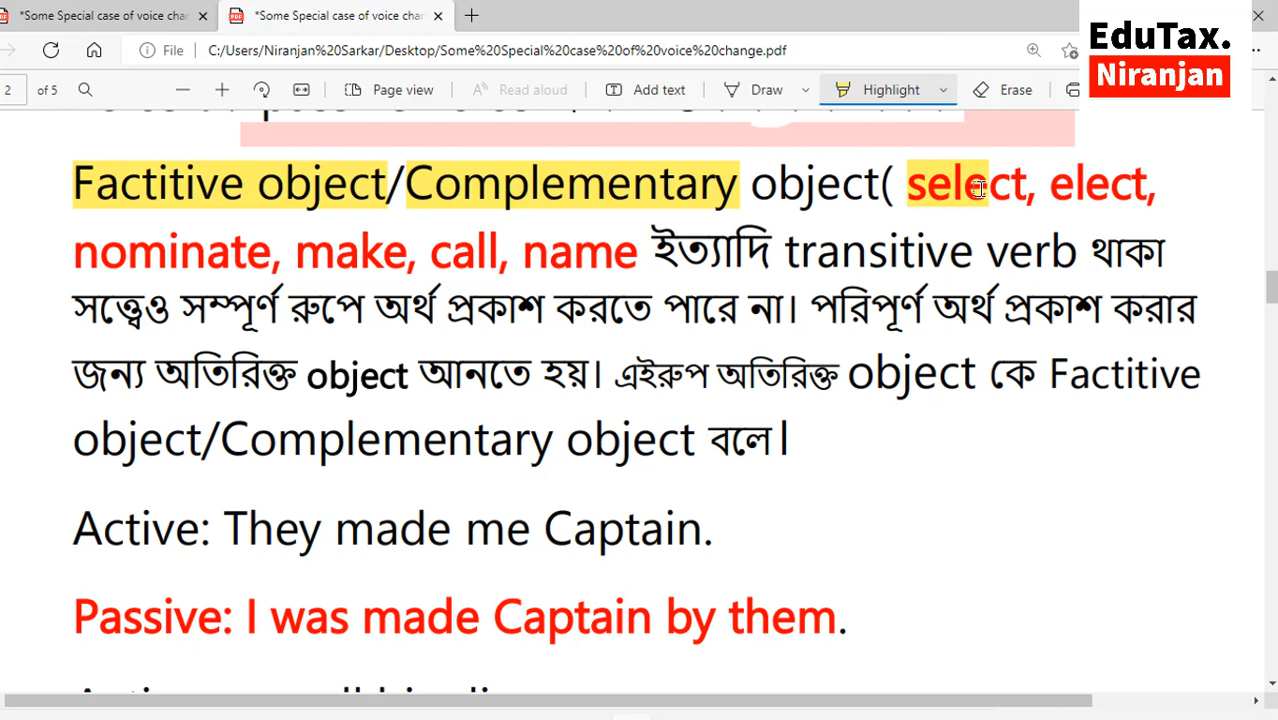 *Some Special case of voice cha
*Some Special case of voice char
EduTax.
Niranjan
File
C:/Users/Niranjan%20Sarkar/Desktop/Some%20Special%20case%20of%20voice%20change.pdf
2 of 5
Page view
Read aloud
Add text
Draw
Highlight
Erase
Factitive object/Complementary object( select, elect,
nominate, make, call, name ইত্যাদি transitive verb থাকা
সত্ত্বেও সম্পূর্ণ রুপে অর্থ প্রকাশ করতে পারে না। পরিপূর্ণ অর্থ প্রকাশ করার
জন্য অতিরিক্ত object আনতে হয়। এইরুপ অতিরিক্ত object কে Factitive
object/Complementary object বলে।
Active: They made me Captain.
Passive: I was made Captain by them.